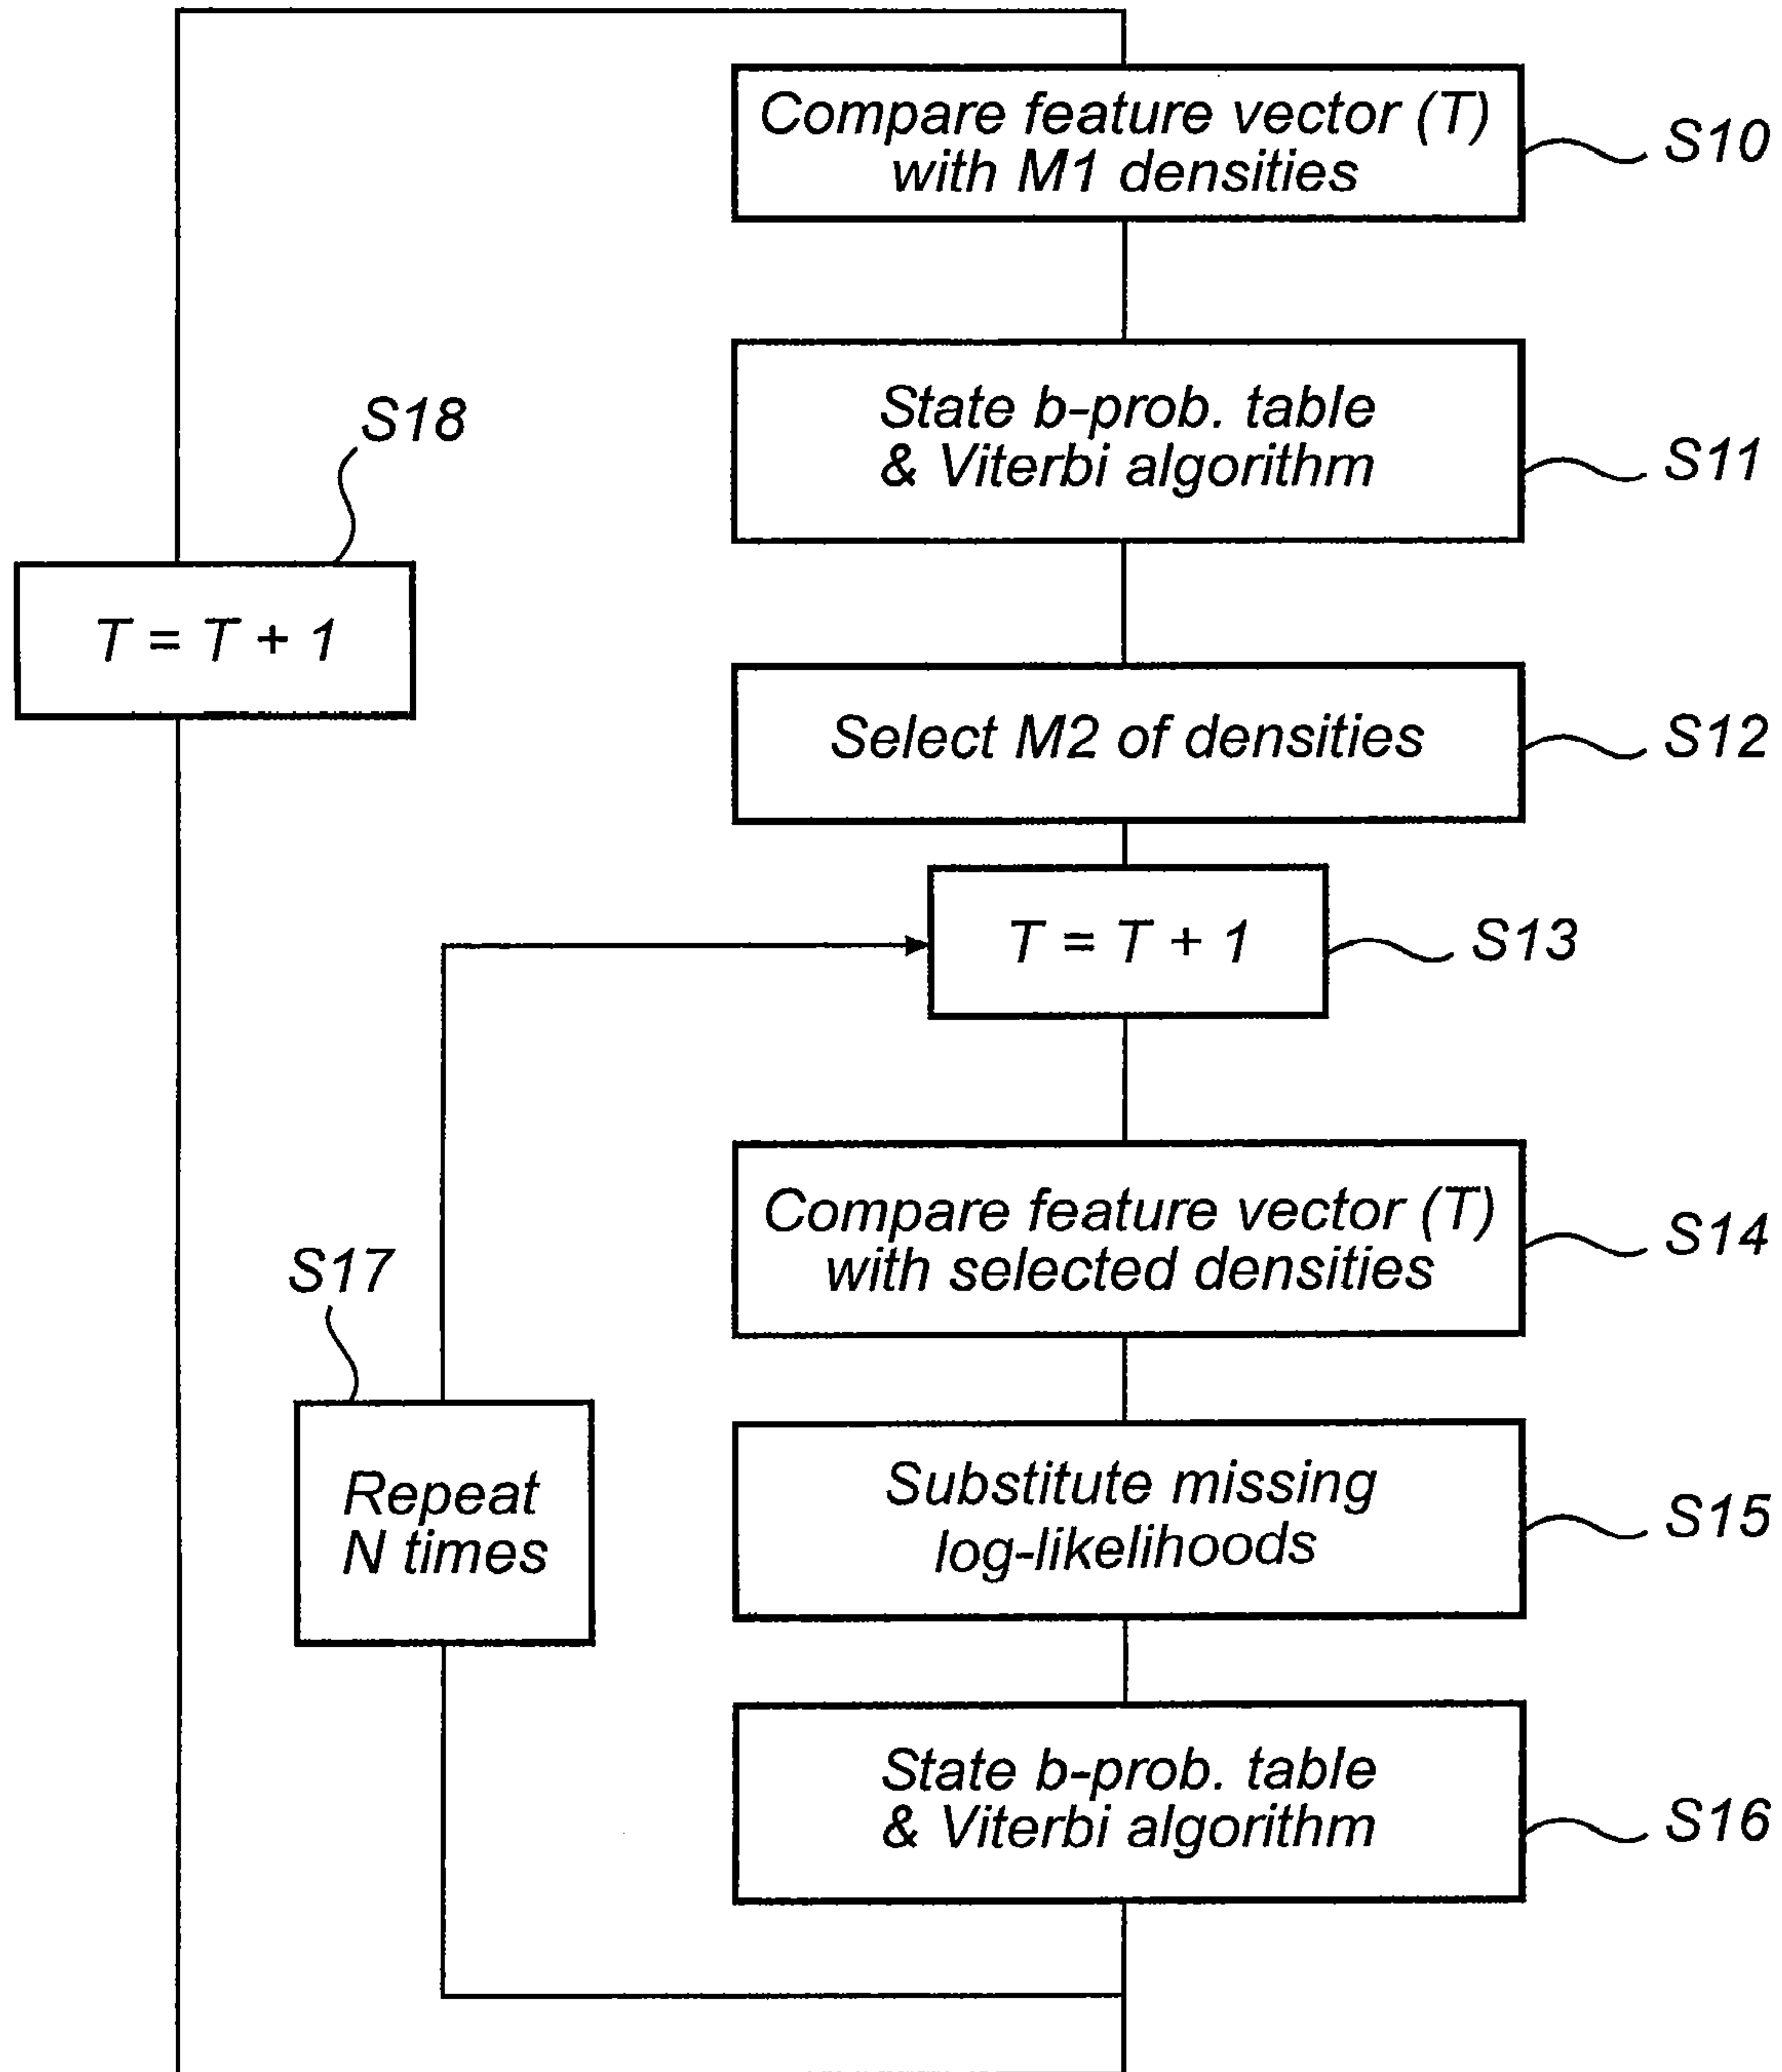 Compare feature vector (T)
with M1 densities
S10
State b-prob. table
& Viterbi algorithm
S11
S18
T = T + 1
Select M2 of densities
S12
T = T + 1
S13
Compare feature vector (T)
with selected densities
S14
S17
Repeat
N times
Substitute missing
log-likelihoods
S15
State b-prob. table
& Viterbi algorithm
S16